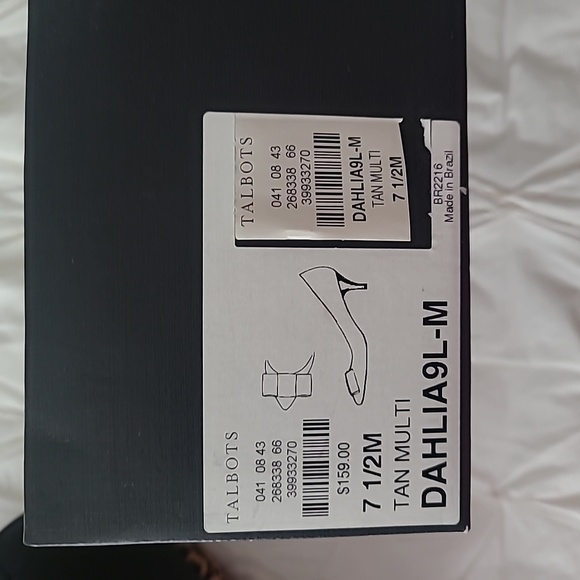 TALBOTS
041 08 43
268338 66
39933270
$159.00
7 1/2M
TAN MULTI
DAHLIA9L-M
TALBOTS
041 08 43
268338 66
39933270
DAHLIA9L-M
TAN MULTI
7 1/2M
BR2216
Made In Brazil